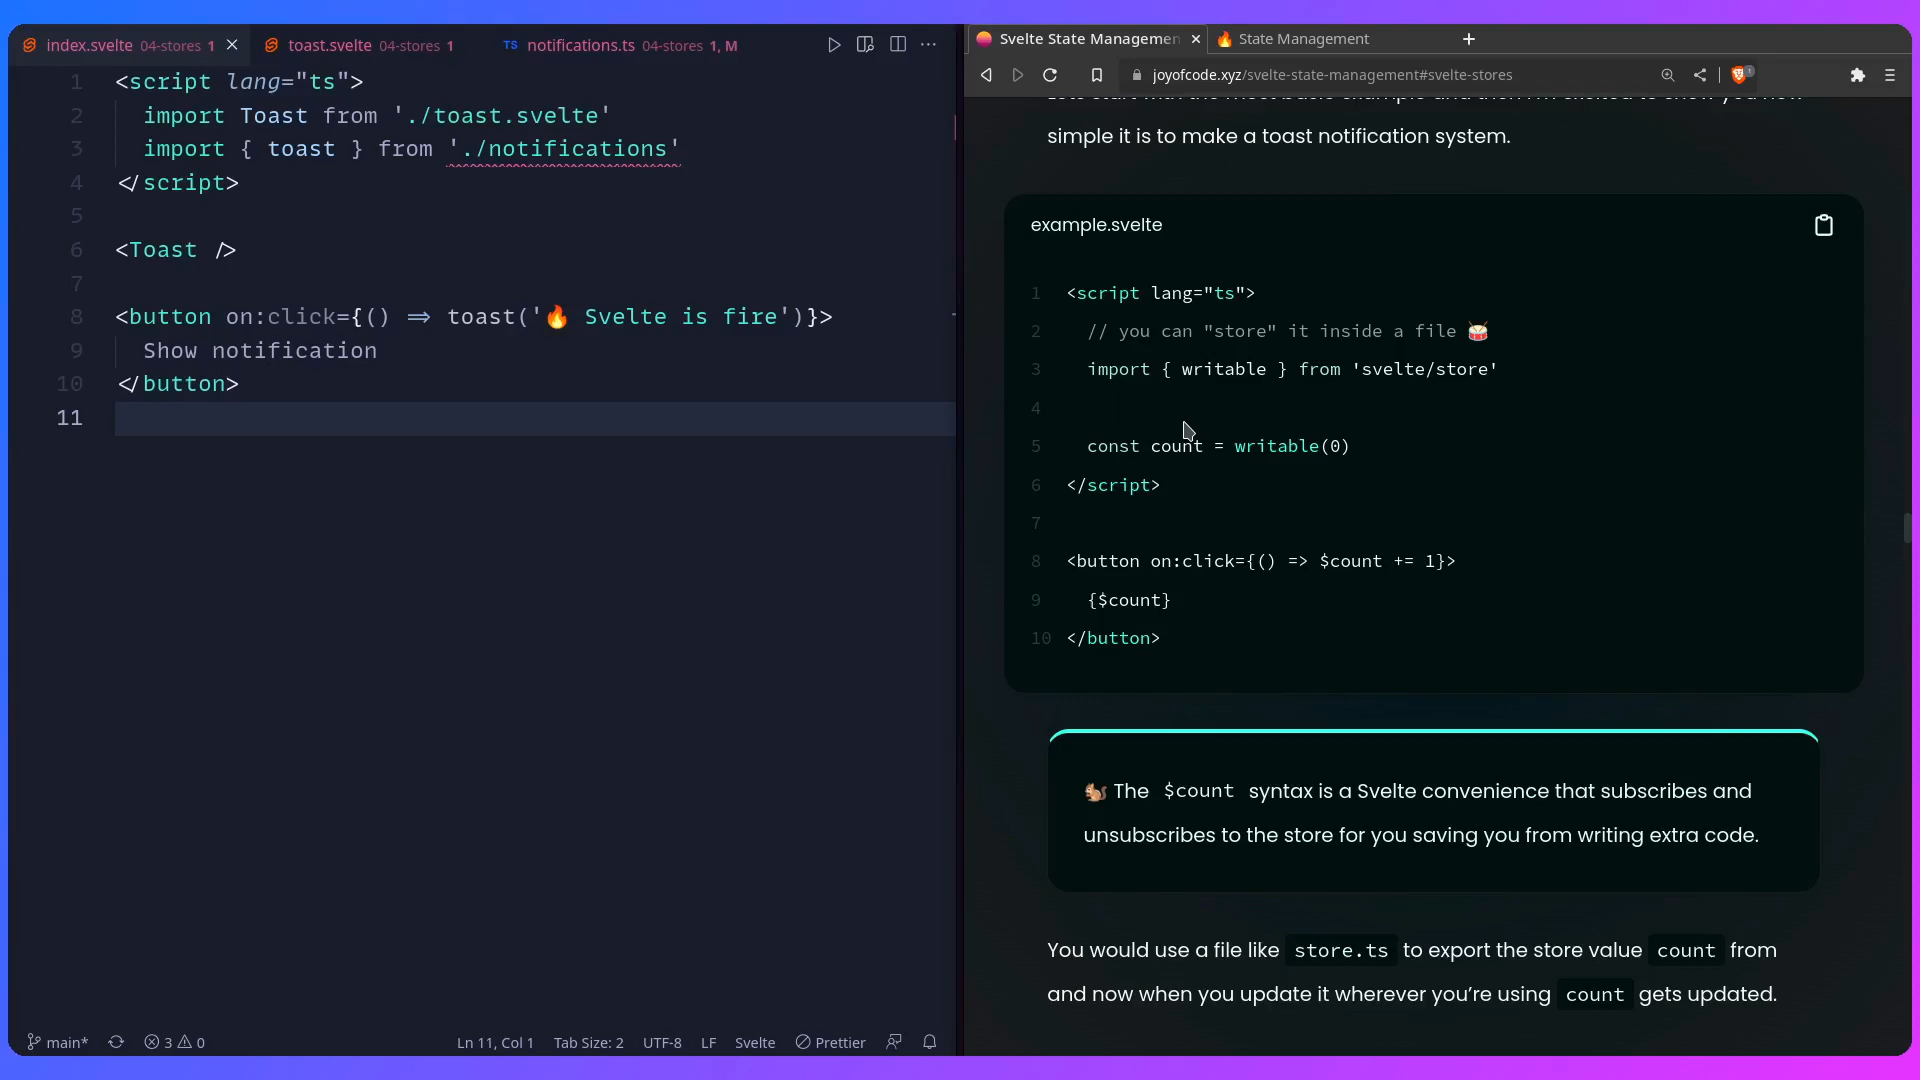 index.svelte 04-stores 1
toast.svelte 04-stores 1
TS notifications.ts 04-stores 1, M
1 <script lang="ts">
2 import Toast from './toast.svelte'
3 import { toast } from './notifications'
4 </script>
5
6 <Toast />
7
8 <button on:click={() => toast('🔥 Svelte is fire')}>
9 Show notification
10 </button>
11
main* 3 0 Ln 11, Col 1 Tab Size: 2 UTF-8 LF Svelte Prettier
Svelte State Managemen
🔥 State Management
joyofcode.xyz/svelte-state-management#svelte-stores
1
simple it is to make a toast notification system.
example.svelte
1 <script lang="ts">
2 // you can "store" it inside a file 🥁
3 import { writable } from 'svelte/store'
4
5 const count = writable(0)
6 </script>
7
8 <button on:click={() => $count += 1}>
9 {$count}
10 </button>
🐿️ The $count syntax is a Svelte convenience that subscribes and
unsubscribes to the store for you saving you from writing extra code.
You would use a file like store.ts to export the store value count from
and now when you update it wherever you’re using count gets updated.